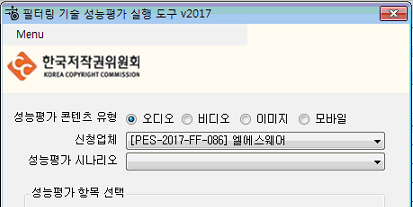 필터링 기술 성능평가 실행 도구 v2017
Menu
한국저작권위원회
KOREA COPYRIGHT COMMISSION
성능평가 콘텐츠 유형 오디오 비디오 이미지 모바일
신청업체 [PES-2017-FF-086] 엘에스웨어
성능평가 시나리오
성능평가 항목 선택